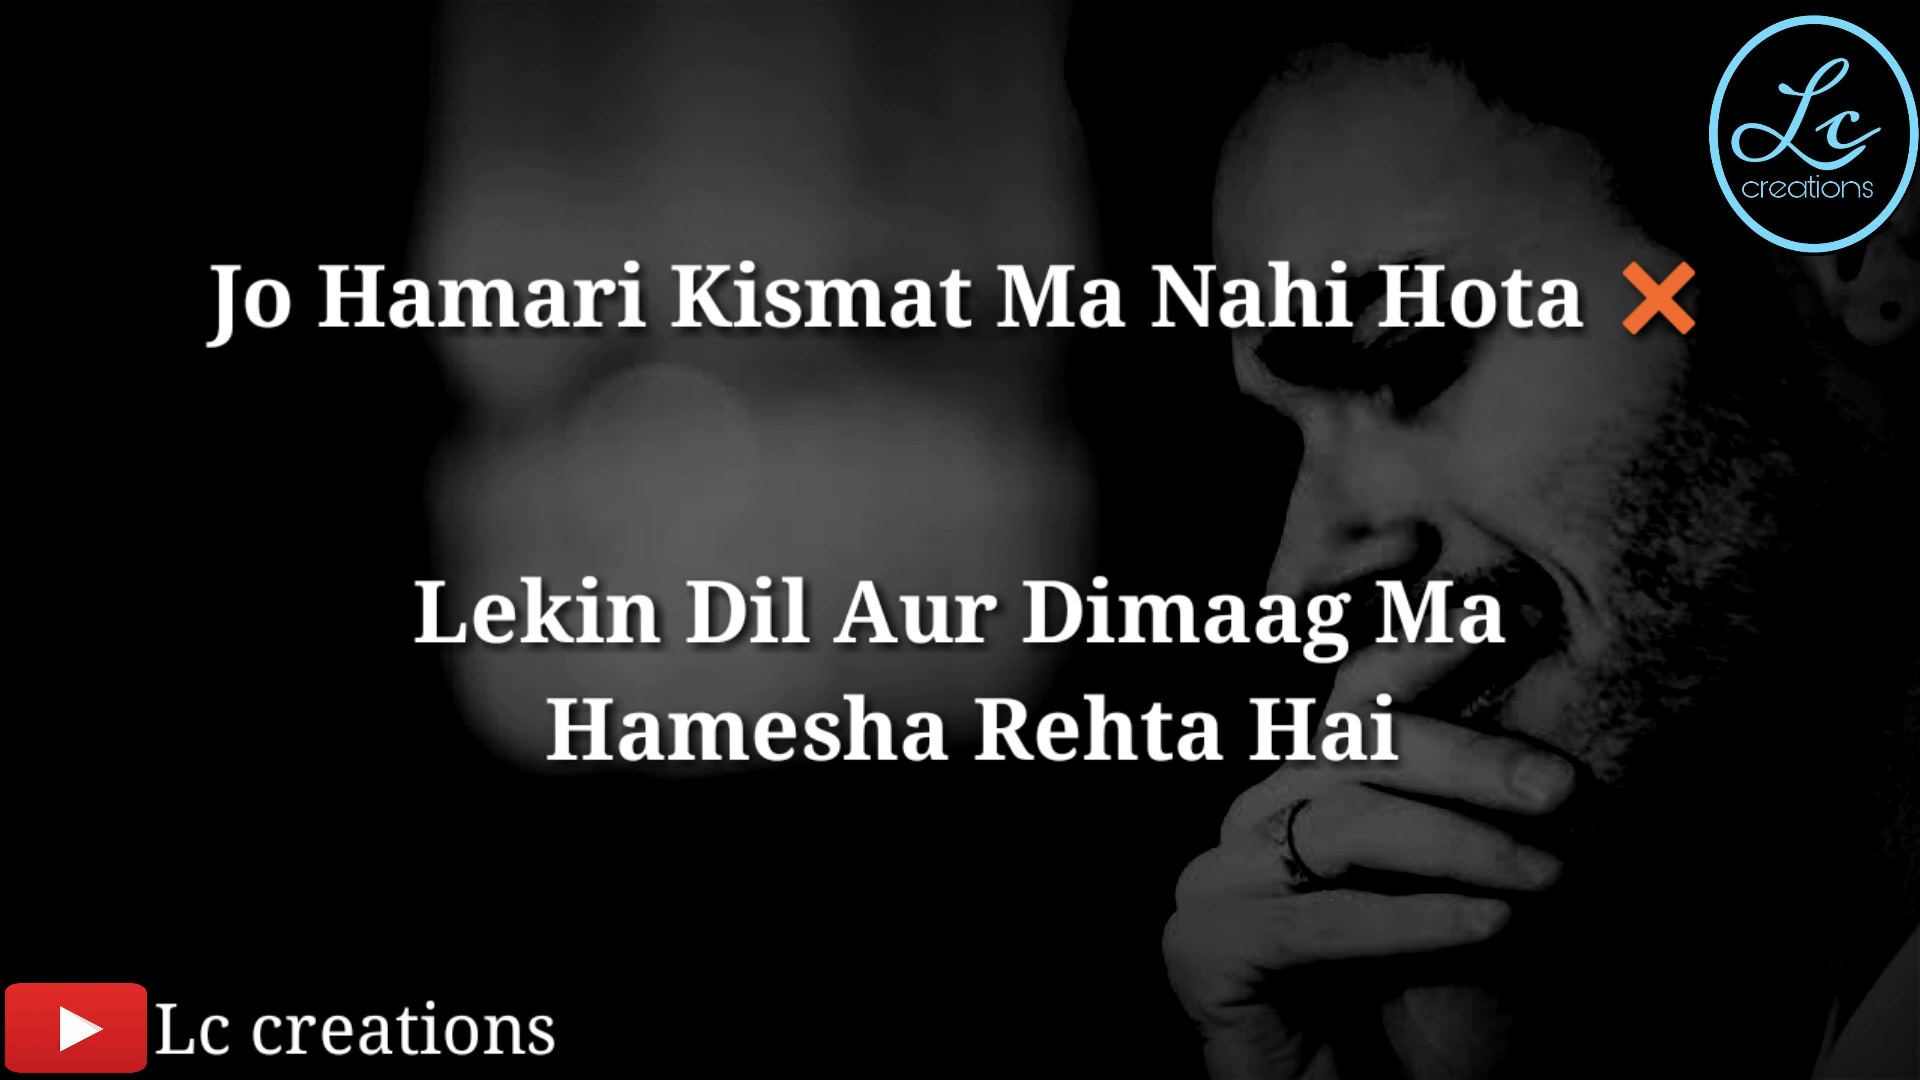 Lc
creations
Jo Hamari Kismat Ma Nahi Hota ❌
Lekin Dil Aur Dimaag Ma
Hamesha Rehta Hai
Lc creations